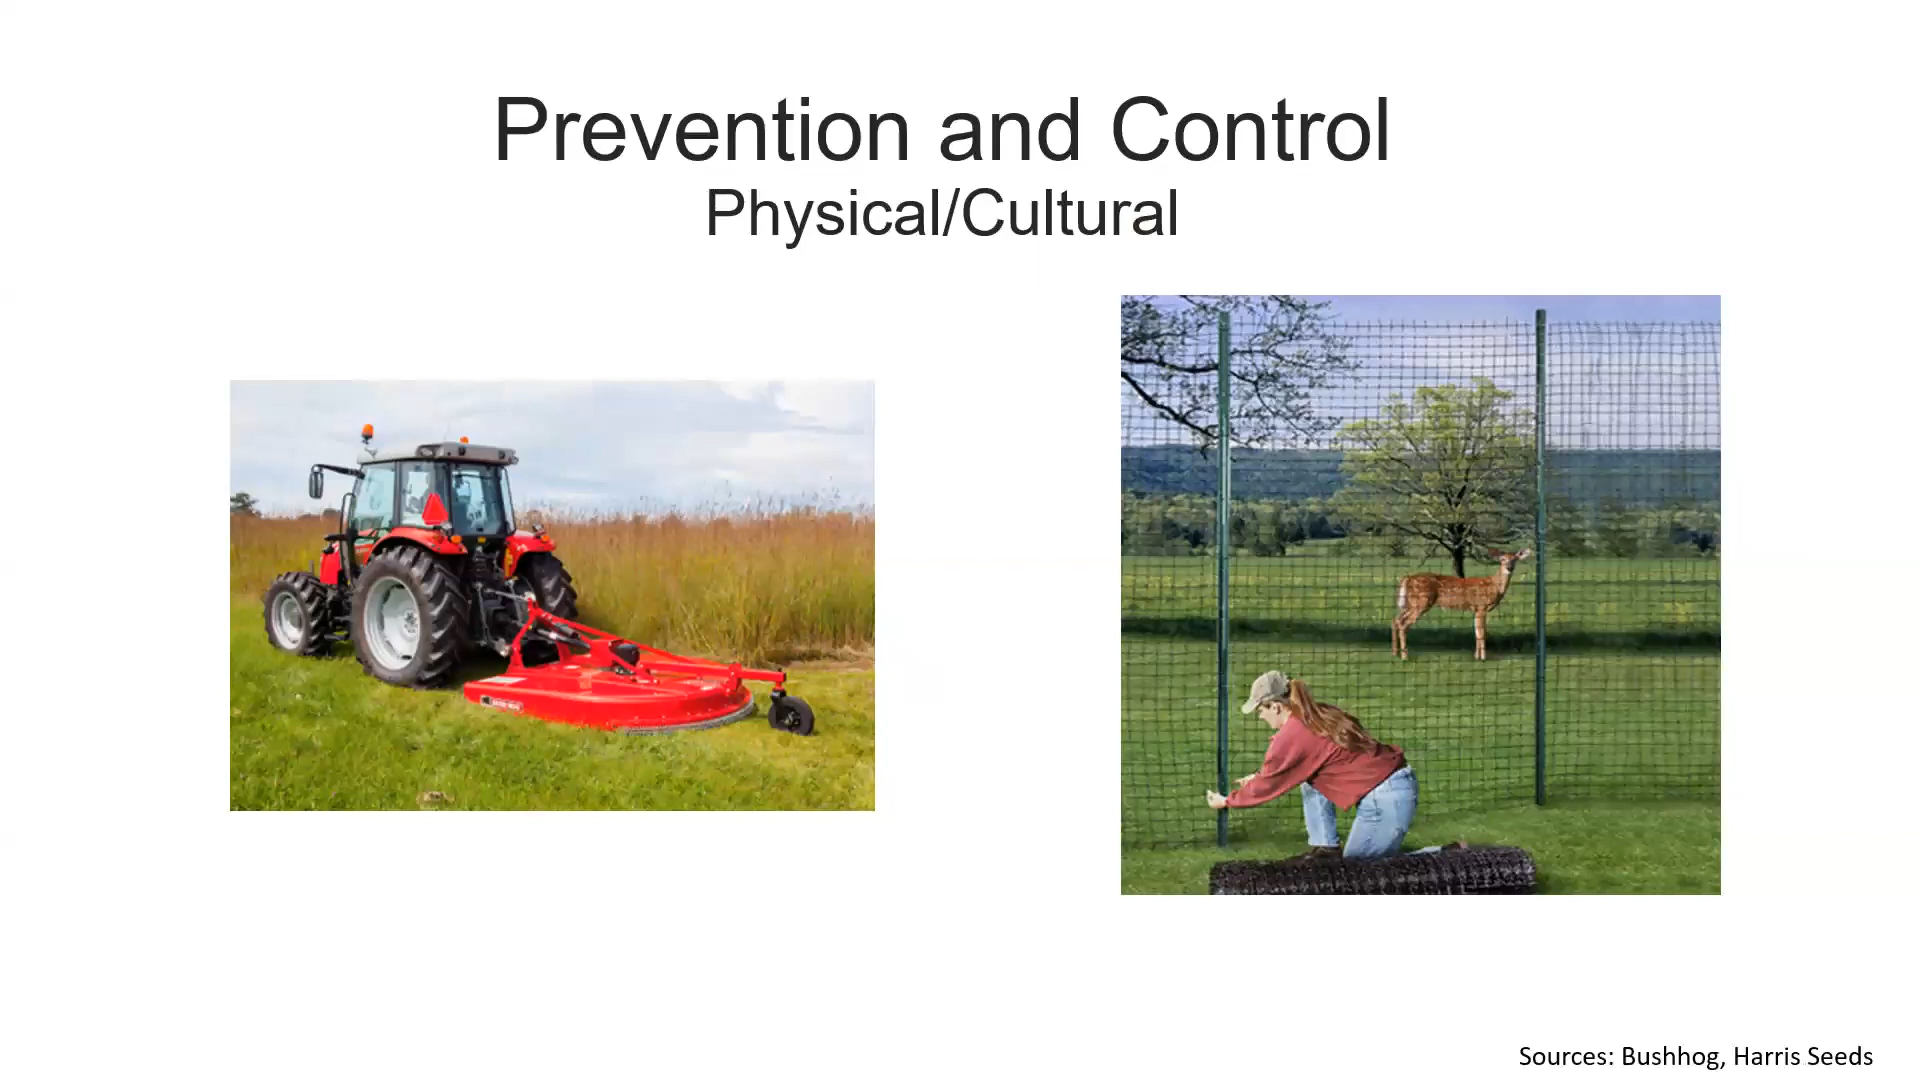 Prevention and Control
Physical/Cultural
Sources: Bushhog, Harris Seeds